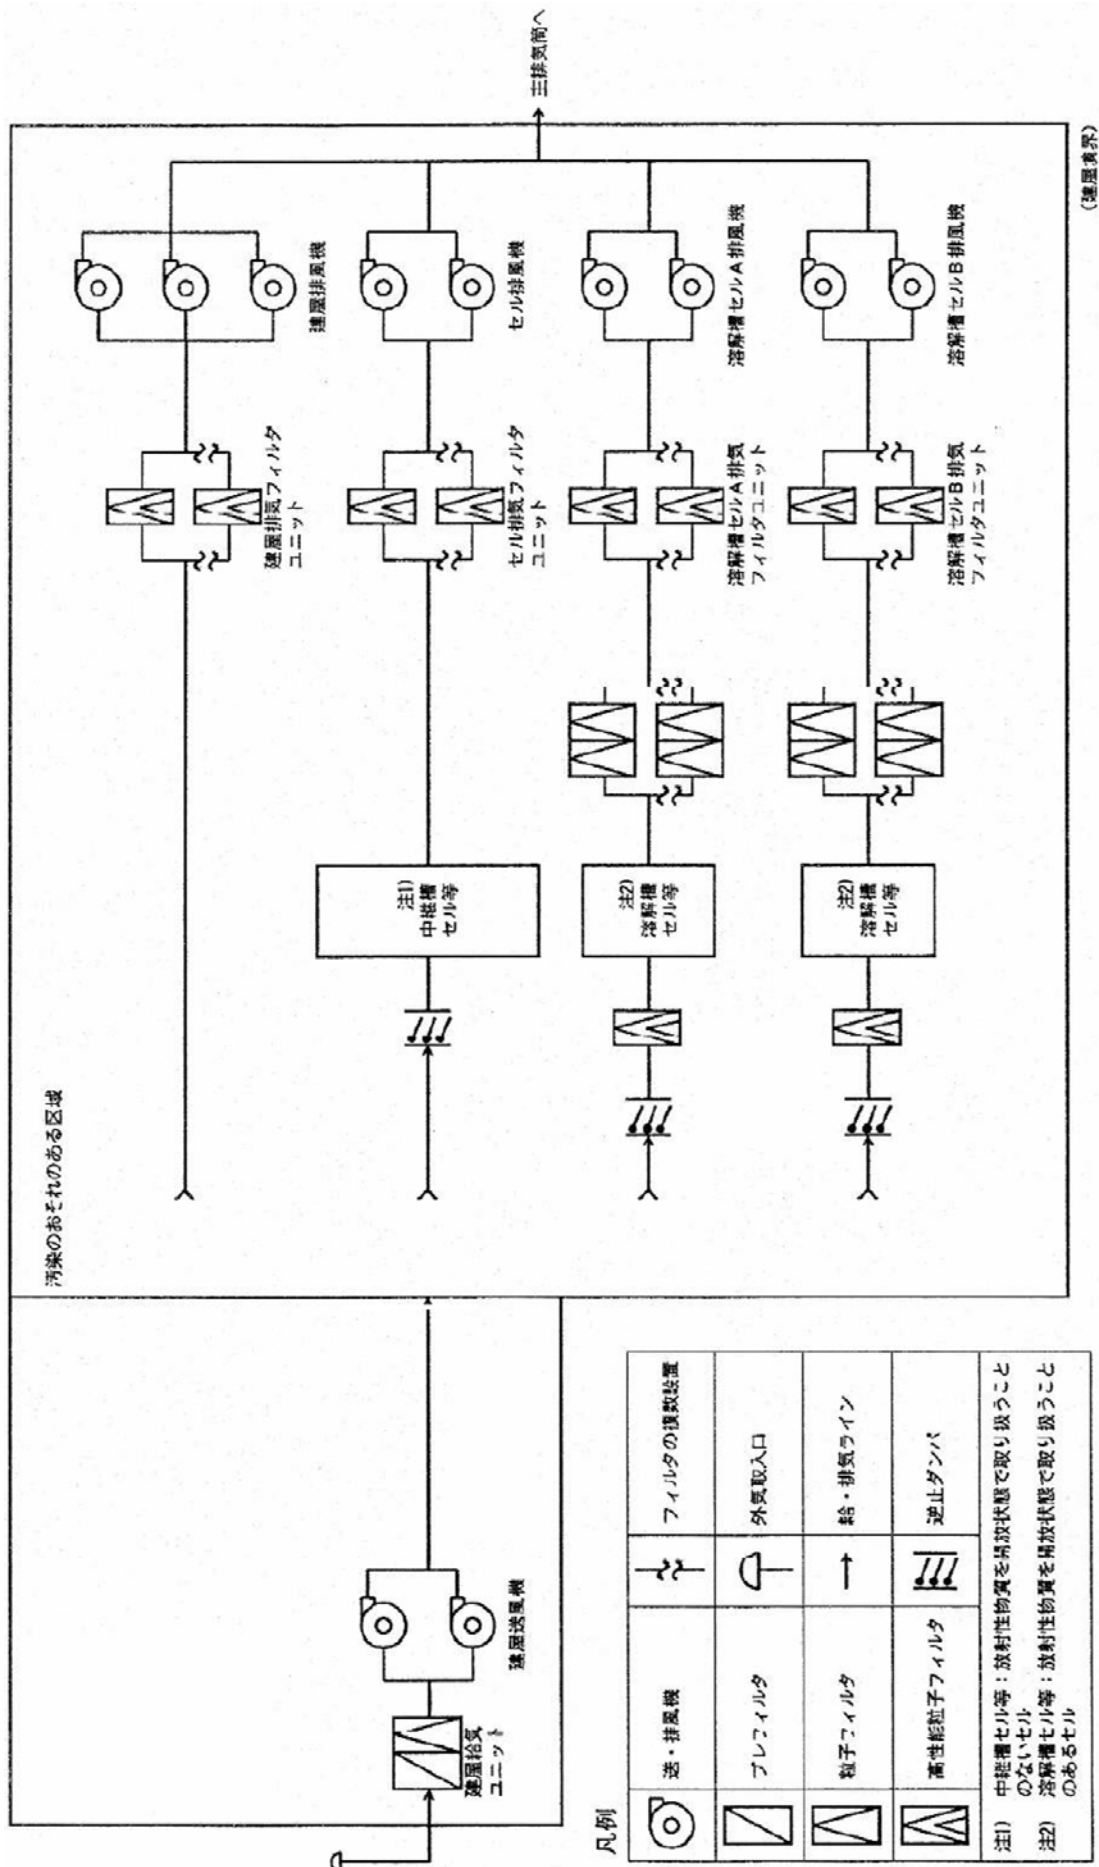 汚染のおそれのある区域
主排気筒へ
建屋排風機
建屋排気フィルタ
ユニット
セル排風機
セル排気フィルタ
ユニット
注1)
中継槽
セル等
溶解槽セルA排風機
溶解槽セルA排気
フィルタユニット
注2)
溶解槽
セル等
溶解槽セルB排風機
溶解槽セルB排気
フィルタユニット
注2)
溶解槽
セル等
(建屋境界)
建屋給気
ユニット
建屋送風機
凡例
送・排風機
フィルタの複数設置
プレフィルタ
外気取入口
粒子フィルタ
給・排気ライン
高性能粒子フィルタ
逆止ダンパ
注1) 中継槽セル等：放射性物質を開放状態で取り扱うこと
のないセル
注2) 溶解槽セル等：放射性物質を開放状態で取り扱うこと
のあるセル